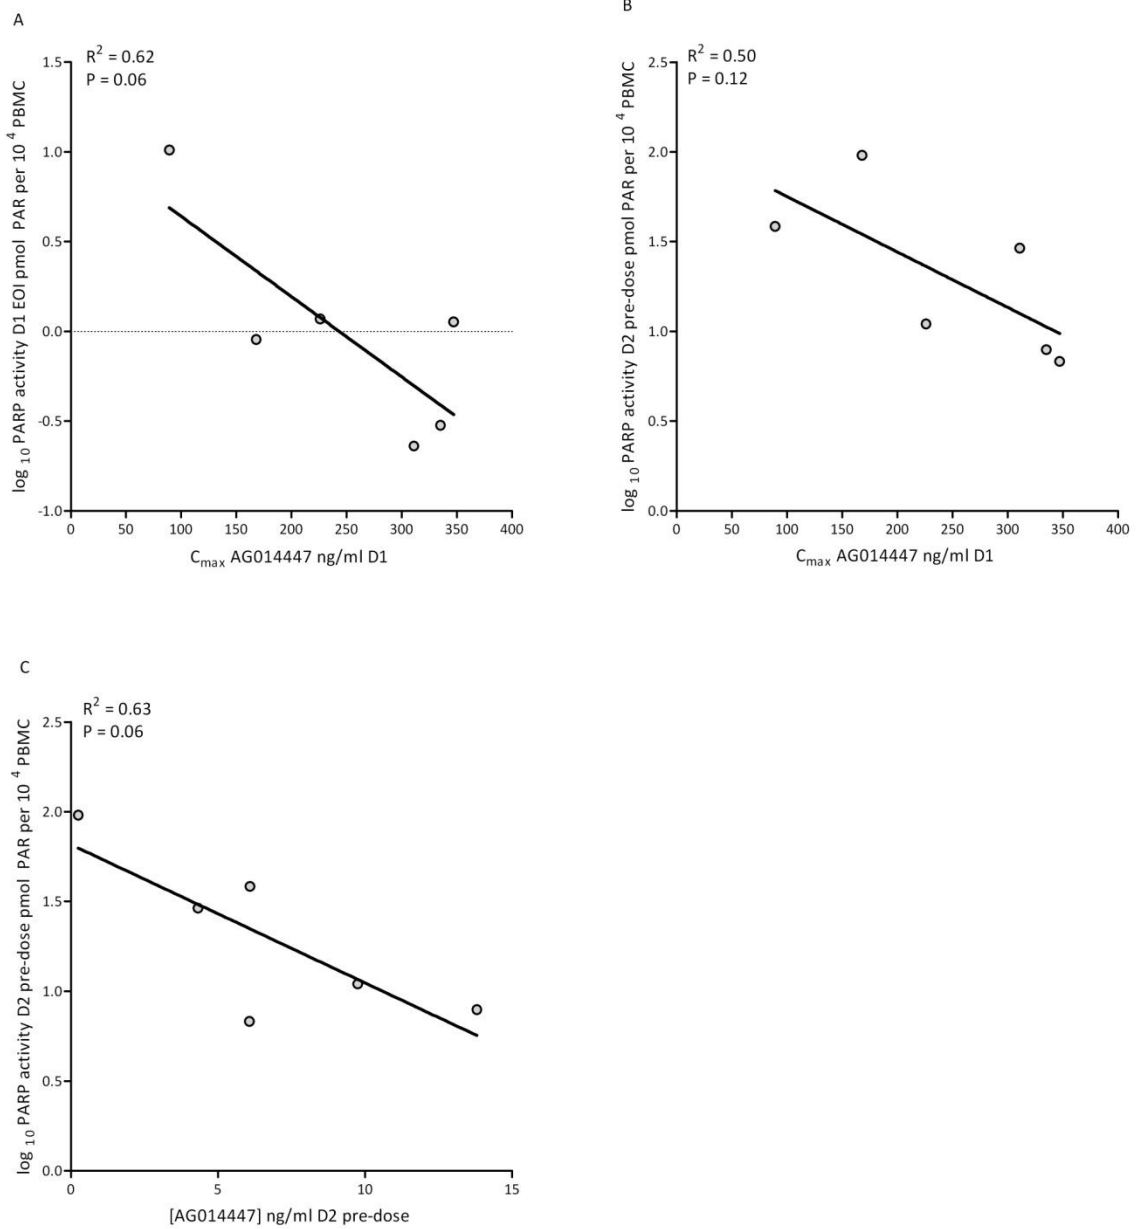 A
R² = 0.62
P = 0.06
log ₁₀ PARP activity D1 EOI pmol PAR per 10 ⁴ PBMC
1.5
1.0
0.5
0.0
-0.5
-1.0
0 50 100 150 200 250 300 350 400
Cmax AG014447 ng/ml D1
B
R² = 0.50
P = 0.12
log ₁₀ PARP activity D2 pre-dose pmol PAR per 10 ⁴ PBMC
2.5
2.0
1.5
1.0
0.5
0.0
0 50 100 150 200 250 300 350 400
Cmax AG014447 ng/ml D1
C
R² = 0.63
P = 0.06
log ₁₀ PARP activity D2 pre-dose pmol PAR per 10 ⁴ PBMC
2.5
2.0
1.5
1.0
0.5
0.0
0 5 10 15
[AG014447] ng/ml D2 pre-dose